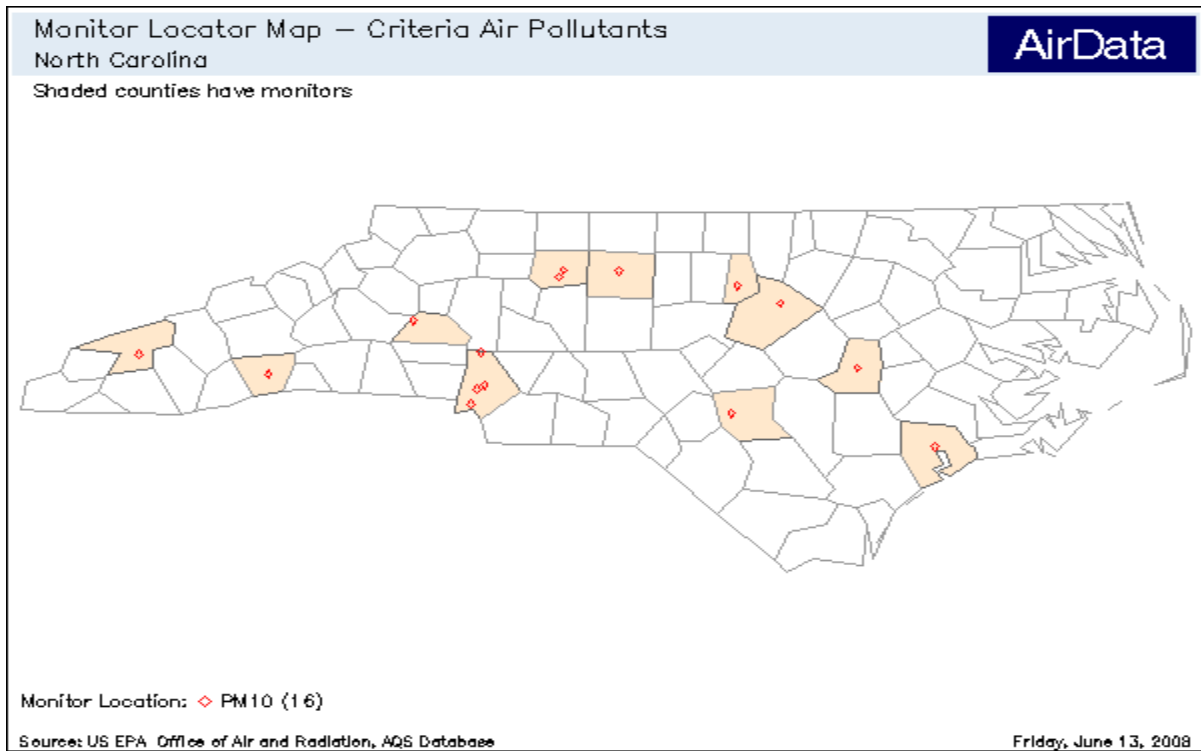 Monitor Locator Map – Criteria Air Pollutants
North Carolina
AirData
Shaded counties have monitors
Monitor Location: ◇ PM10 (16)
Source: US EPA Office of Air and Radiation, AQS Database
Friday, June 13, 2008